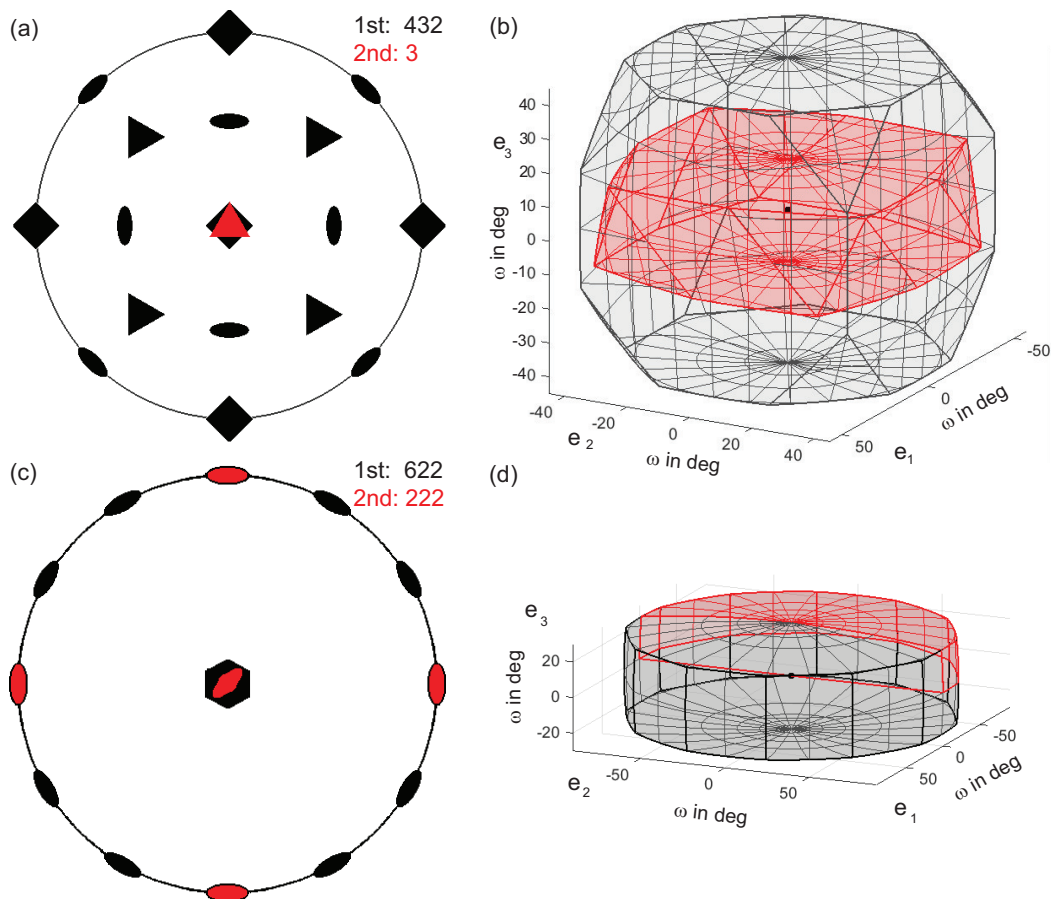 (a)
1st: 432
2nd: 3
(b)
40
30
e3
20
10
ω in deg
0
-10
-20
-30
-40
-40
-20
0
20
40
e2
ω in deg
50
0
-50
e1
ω in deg
(c)
1st: 622
2nd: 222
(d)
e3
ω in deg
20
0
-20
-50
0
50
e2
ω in deg
50
0
-50
e1
ω in deg